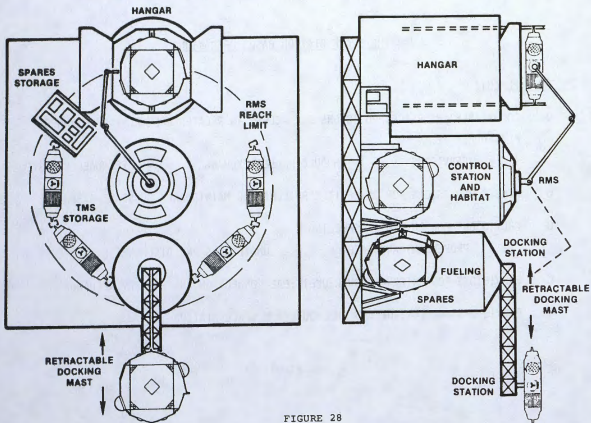 HANGAR
SPARES
STORAGE
RMS
REACH
LIMIT
TMS
STORAGE
RETRACTABLE
DOCKING
MAST
HANGAR
CONTROL
STATION
AND
HABITAT
RMS
DOCKING
STATION
FUELING
SPARES
RETRACTABLE
DOCKING
MAST
DOCKING
STATION
FIGURE 28